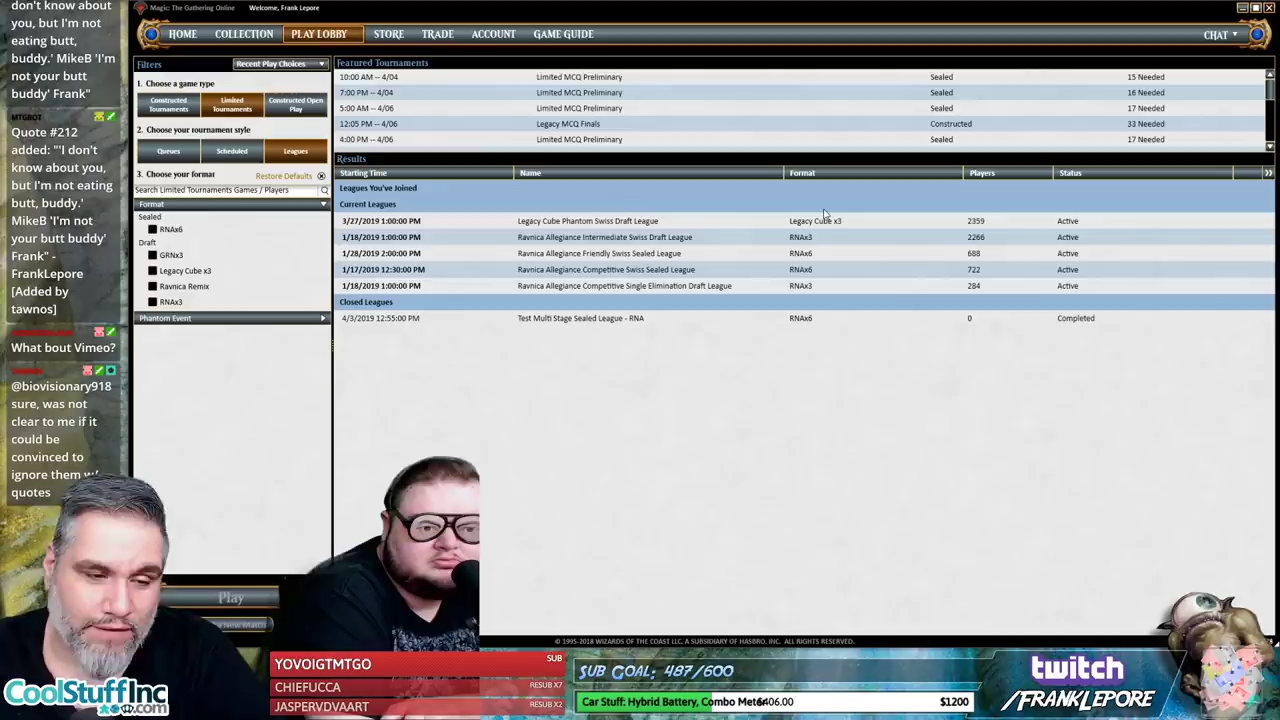 don't know about
you, but I'm not
eating butt,
buddy.' MikeB 'I'm
not your butt
buddy' Frank"
MTGBOT
Quote #212
added: "'I don't
know about you,
but I'm not eating
butt, buddy.'
MikeB 'I'm not
your butt buddy'
Frank" -
FrankLepore
[Added by
tawnos]
What bout Vimeo?
@biovisionary918
sure, was not
clear to me if it
could be
convinced to
ignore them w/
quotes
Magic: The Gathering Online Welcome, Frank Lepore
HOME COLLECTION PLAY LOBBY STORE TRADE ACCOUNT GAME GUIDE CHAT
Filters Recent Play Choices
1. Choose a game type
Constructed Tournaments Limited Tournaments Constructed Open Play
2. Choose your tournament style
Queues Scheduled Leagues
3. Choose your format Restore Defaults
Search Limited Tournaments Games / Players
Format
Sealed
RNAx6
Draft
GRNx3
Legacy Cube x3
Ravnica Remix
RNAx3
Phantom Event
Featured Tournaments
10:00 AM -- 4/04 Limited MCQ Preliminary Sealed 15 Needed
7:00 PM -- 4/04 Limited MCQ Preliminary Sealed 16 Needed
5:00 AM -- 4/06 Limited MCQ Preliminary Sealed 17 Needed
12:05 PM -- 4/06 Legacy MCQ Finals Constructed 33 Needed
4:00 PM -- 4/06 Limited MCQ Preliminary Sealed 17 Needed
Results
Starting Time Name Format Players Status
Leagues You've Joined
Current Leagues
3/27/2019 1:00:00 PM Legacy Cube Phantom Swiss Draft League Legacy Cube x3 2359 Active
1/18/2019 1:00:00 PM Ravnica Allegiance Intermediate Swiss Draft League RNAx3 2266 Active
1/28/2019 2:00:00 PM Ravnica Allegiance Friendly Swiss Sealed League RNAx6 688 Active
1/17/2019 12:30:00 PM Ravnica Allegiance Competitive Swiss Sealed League RNAx6 722 Active
1/18/2019 1:00:00 PM Ravnica Allegiance Competitive Single Elimination Draft League RNAx3 284 Active
Closed Leagues
4/3/2019 12:55:00 PM Test Multi Stage Sealed League - RNA RNAx6 0 Completed
Play
New Match
© 1995-2018 WIZARDS OF THE COAST LLC, A SUBSIDIARY OF HASBRO, INC. ALL RIGHTS RESERVED.
CoolStuffInc
.com
YOVOIGTMTGO SUB
CHIEFUCCA RESUB X7
JASPERVDVAART RESUB X2
SUB GOAL: 487/600
Car Stuff: Hybrid Battery, Combo Meter $406.00 $1200
twitch
/FRANKLEPORE